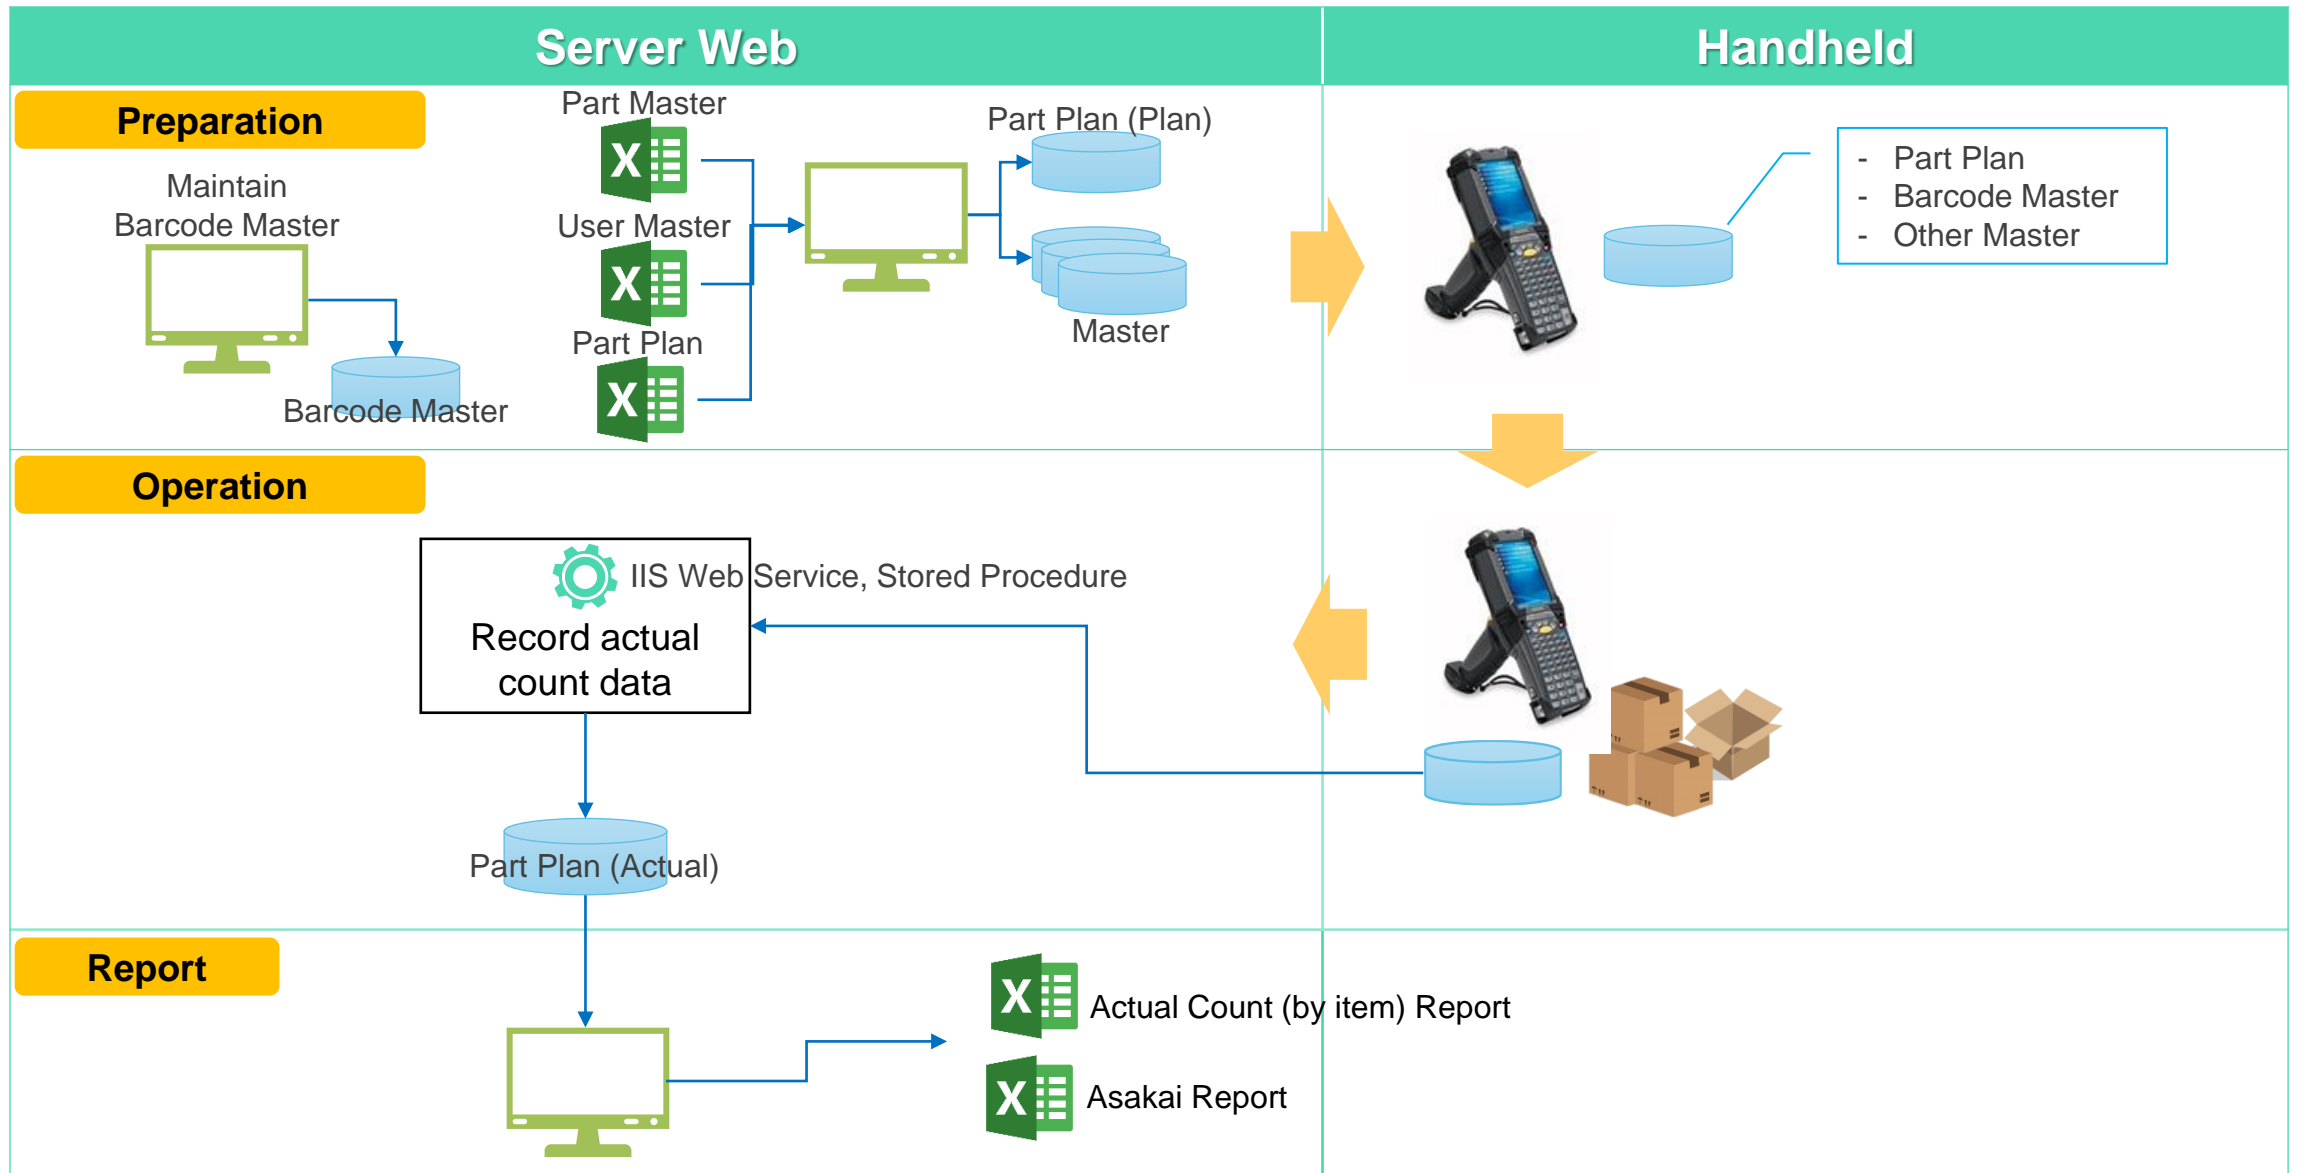 Server Web
Handheld
Preparation
Maintain
Barcode Master
Barcode Master
Part Master
User Master
Part Plan
Part Plan (Plan)
Master
- Part Plan
- Barcode Master
- Other Master
Operation
IIS Web Service, Stored Procedure
Record actual
count data
Part Plan (Actual)
Report
Actual Count (by item) Report
Asakai Report